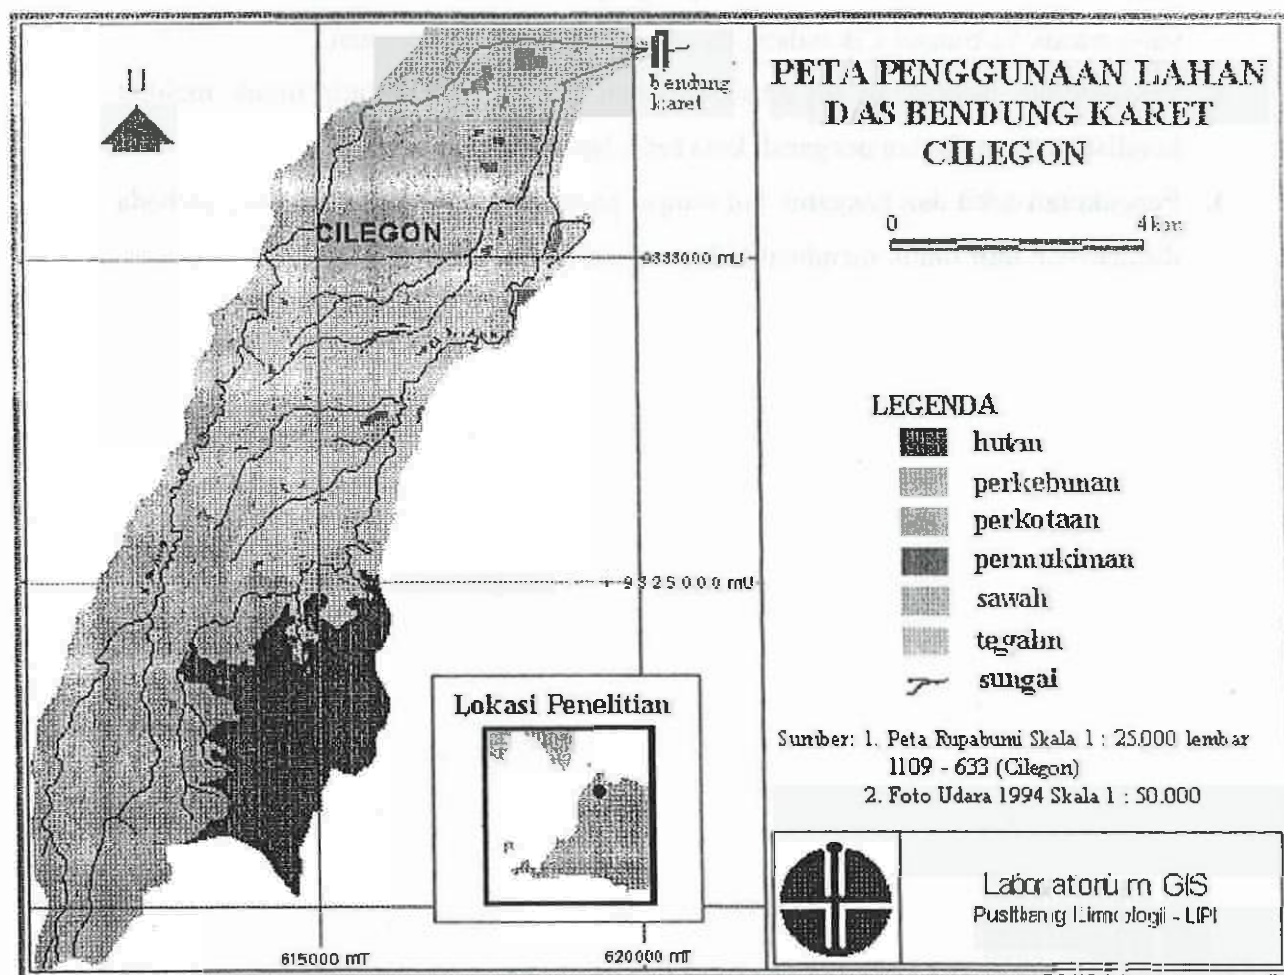 PETA PENGGUNAAN LAHAN
DAS BENDUNG KARET
CILEGON
0 4 km
U
bendung
karet
CILEGON
9333000 mU
9325000 mU
LEGENDA
hutan
perkebunan
perkotaan
permukiman
sawah
tegalan
sungai
Lokasi Penelitian
Sumber: 1. Peta Rupabumi Skala 1 : 25.000 lembar
1109 - 633 (Cilegon)
2. Foto Udara 1994 Skala 1 : 50.000
Laboratorium GIS
Puslitbang Limnologi - LIPI
615000 mT
620000 mT